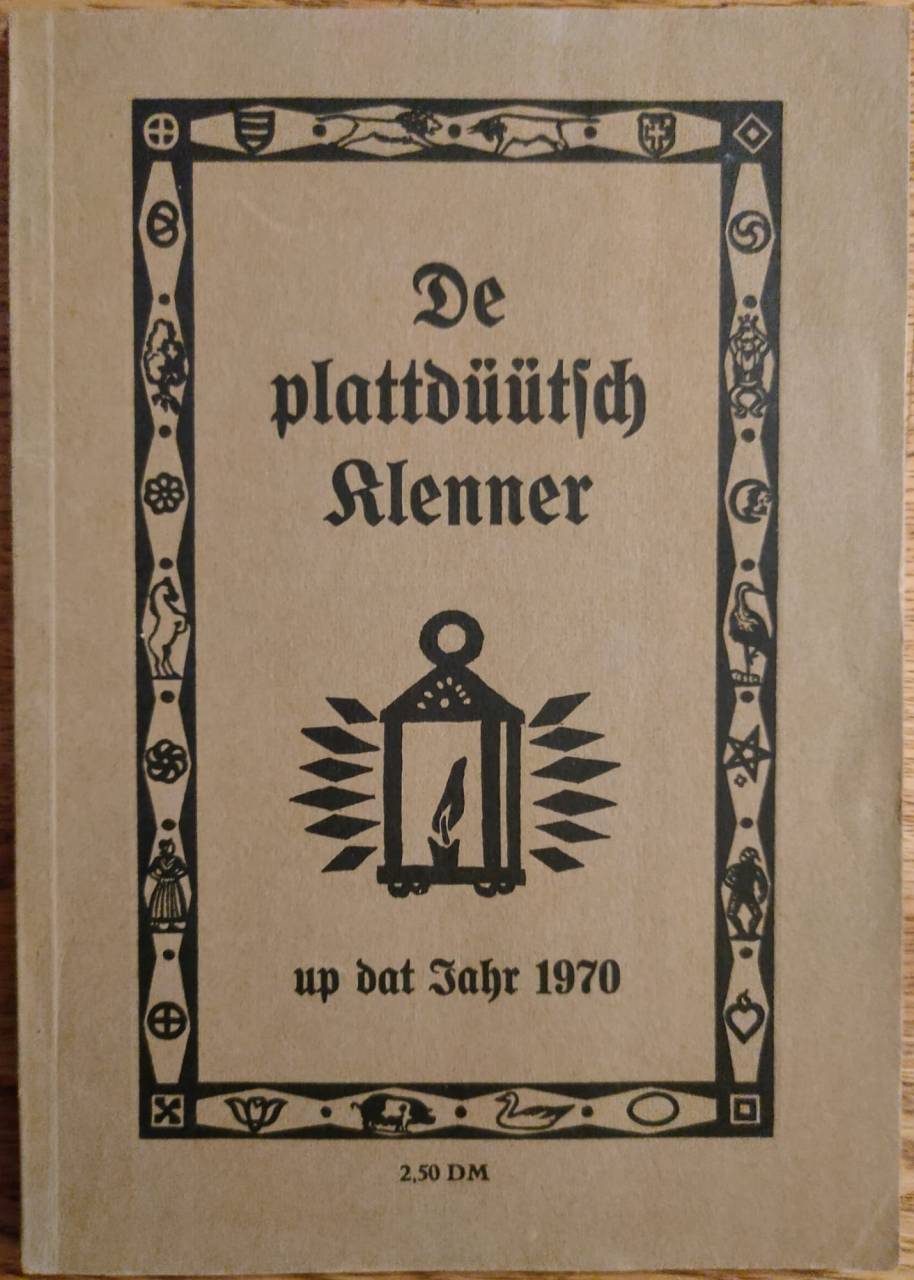 De
plattdüütſch
Klenner
up dat Jahr 1970
2,50 DM